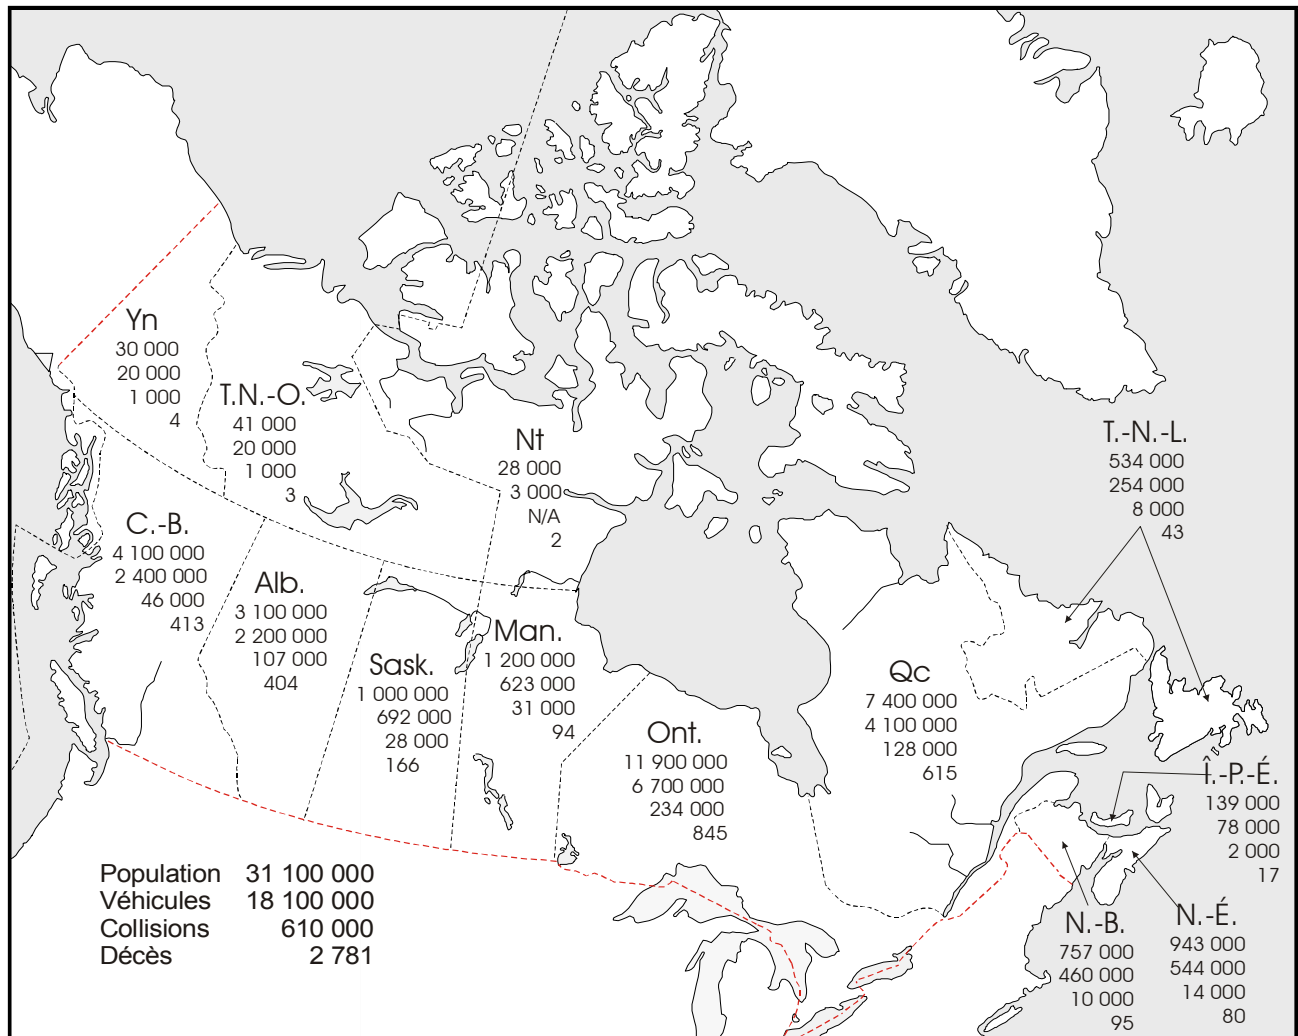 Yn
30 000
20 000
1 000
4
T.N.-O.
41 000
20 000
1 000
3
Nt
28 000
3 000
N/A
2
T.-N.-L.
534 000
254 000
8 000
43
C.-B.
4 100 000
2 400 000
46 000
413
Alb.
3 100 000
2 200 000
107 000
404
Sask.
1 000 000
692 000
28 000
166
Man.
1 200 000
623 000
31 000
94
Ont.
11 900 000
6 700 000
234 000
845
Qc
7 400 000
4 100 000
128 000
615
Î.-P.-É.
139 000
78 000
2 000
17
N.-B.
757 000
460 000
10 000
95
N.-É.
943 000
544 000
14 000
80
Population 31 100 000
Véhicules 18 100 000
Collisions 610 000
Décès 2 781